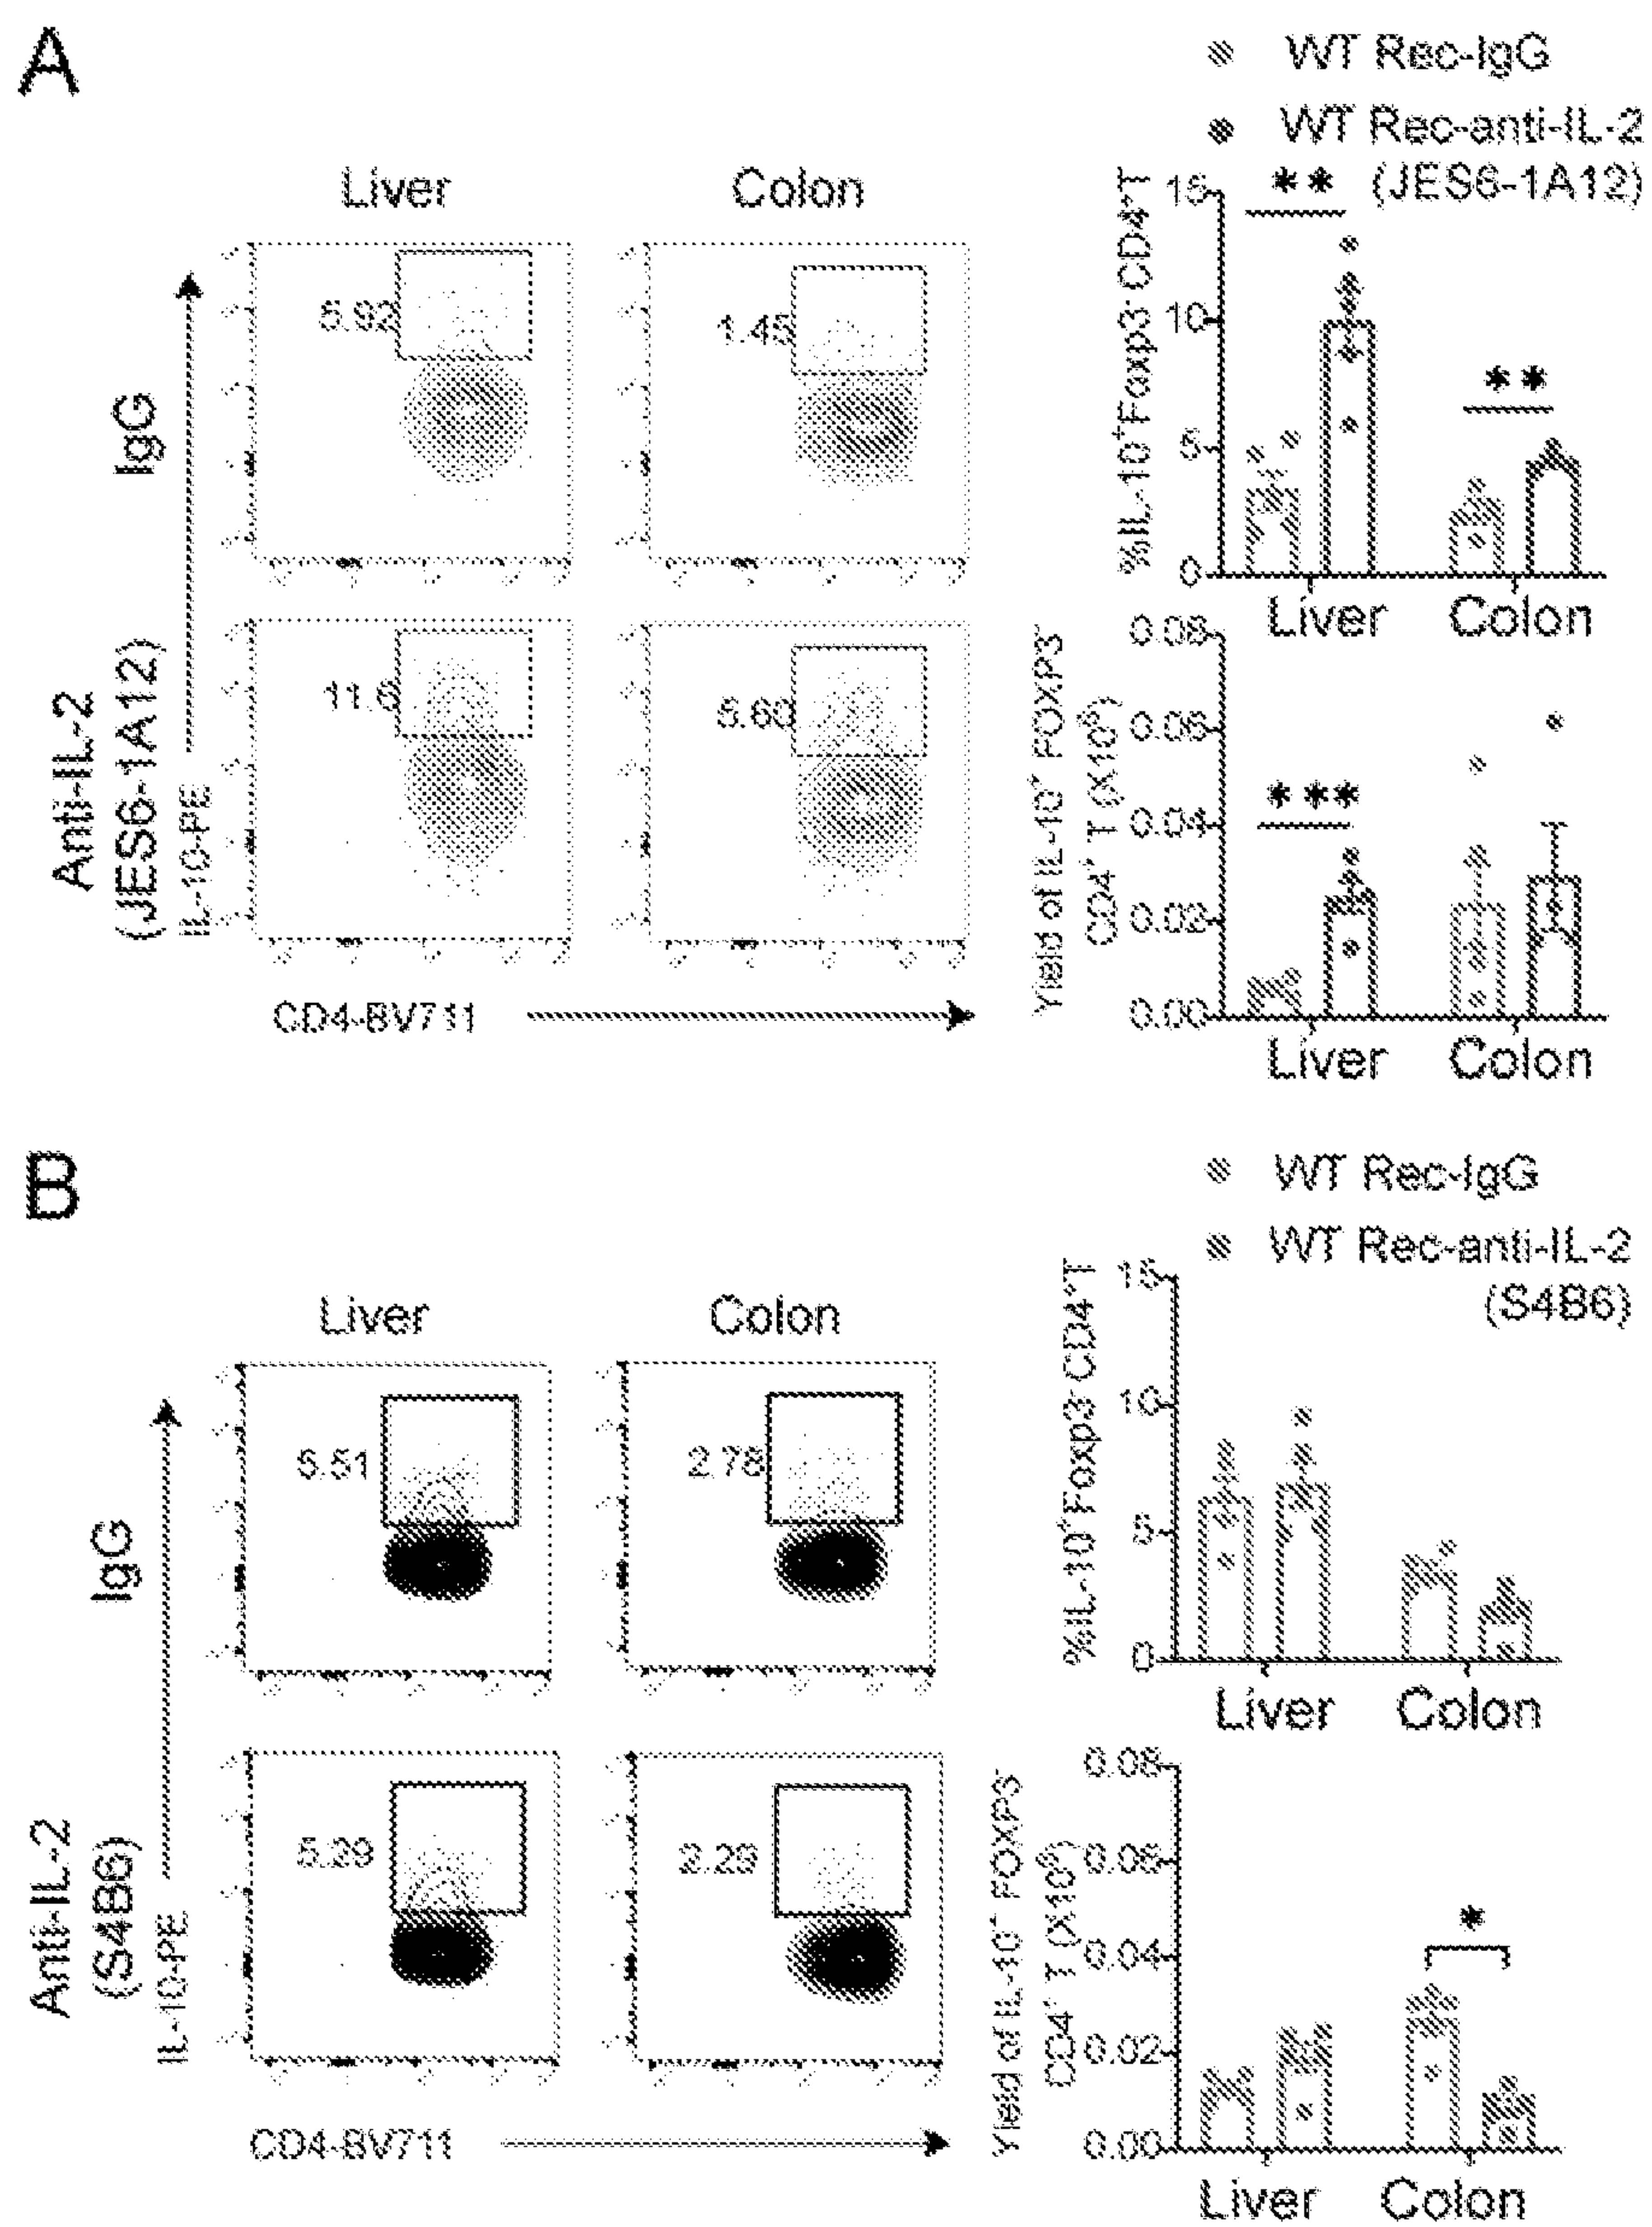 A
WT Rec-IgG
WT Rec-anti-IL-2
(JES6-1A12)
Liver Colon
IgG
5.92
1.45
Anti-IL-2
(JES6-1A12)
IL-10-PE
11.6
5.60
CD4-BV711
%IL-10⁺Foxp3⁻CD4⁺T
15
10
5
0
**
**
Liver Colon
Yield of IL-10⁺ FOXP3⁻
CD4⁺ T (X10⁶)
0.08
0.06
0.04
0.02
0.00
***
Liver Colon
B
WT Rec-IgG
WT Rec-anti-IL-2
(S4B6)
Liver Colon
IgG
5.51
2.78
Anti-IL-2
(S4B6)
IL-10-PE
5.29
CD4-BV711
%IL-10⁺Foxp3⁻CD4⁺T
15
10
5
0
Liver Colon
Yield of IL-10⁺ FOXP3⁻
CD4⁺ T (X10⁶)
0.08
0.06
0.04
0.02
0.00
*
Liver Colon